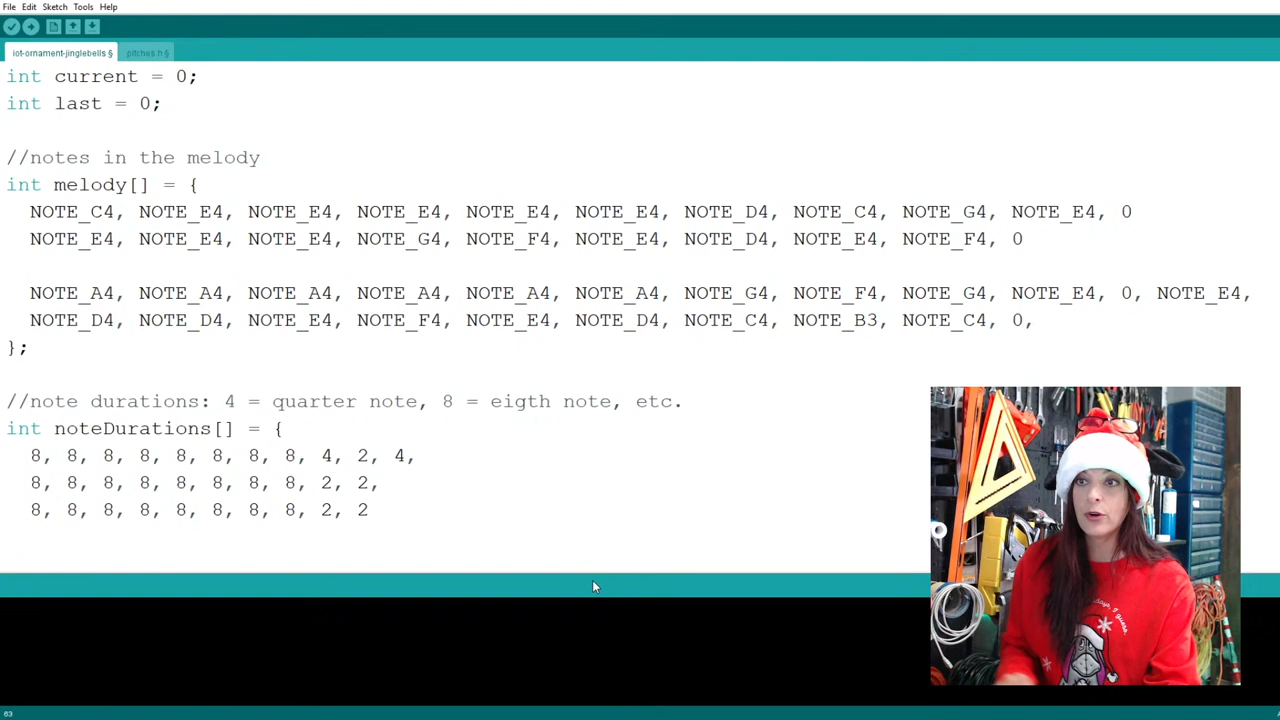 File Edit Sketch Tools Help
iot-ornament-jinglebells § pitches.h §
int current = 0;
int last = 0;
//notes in the melody
int melody[] = {
NOTE_C4, NOTE_E4, NOTE_E4, NOTE_E4, NOTE_E4, NOTE_E4, NOTE_D4, NOTE_C4, NOTE_G4, NOTE_E4, 0
NOTE_E4, NOTE_E4, NOTE_E4, NOTE_G4, NOTE_F4, NOTE_E4, NOTE_D4, NOTE_E4, NOTE_F4, 0
NOTE_A4, NOTE_A4, NOTE_A4, NOTE_A4, NOTE_A4, NOTE_A4, NOTE_G4, NOTE_F4, NOTE_G4, NOTE_E4, 0, NOTE_E4,
NOTE_D4, NOTE_D4, NOTE_E4, NOTE_F4, NOTE_E4, NOTE_D4, NOTE_C4, NOTE_B3, NOTE_C4, 0,
};
//note durations: 4 = quarter note, 8 = eigth note, etc.
int noteDurations[] = {
8, 8, 8, 8, 8, 8, 8, 8, 4, 2, 4,
8, 8, 8, 8, 8, 8, 8, 8, 2, 2,
8, 8, 8, 8, 8, 8, 8, 8, 2, 2
I guess.
63